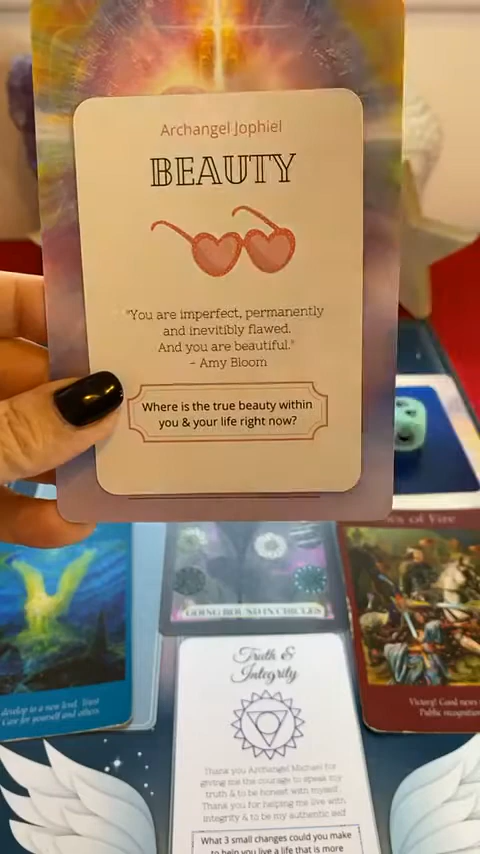 Archangel Jophiel
BEAUTY
"You are imperfect, permanently
and inevitibly flawed.
And you are beautiful."
– Amy Bloom
Where is the true beauty within
you & your life right now?
of Fire
GOING ROUND IN CIRCLES
develop to a new level. Trust
Care for yourself and others.
Victory! Good news
Public recognition
Truth &
Integrity
Thank you Archangel Michael for
giving me the courage to speak my
truth & to be honest with myself.
Thank you for helping me live with
integrity & to be my authentic self
What 3 small changes could you make
to help you live a life that is more